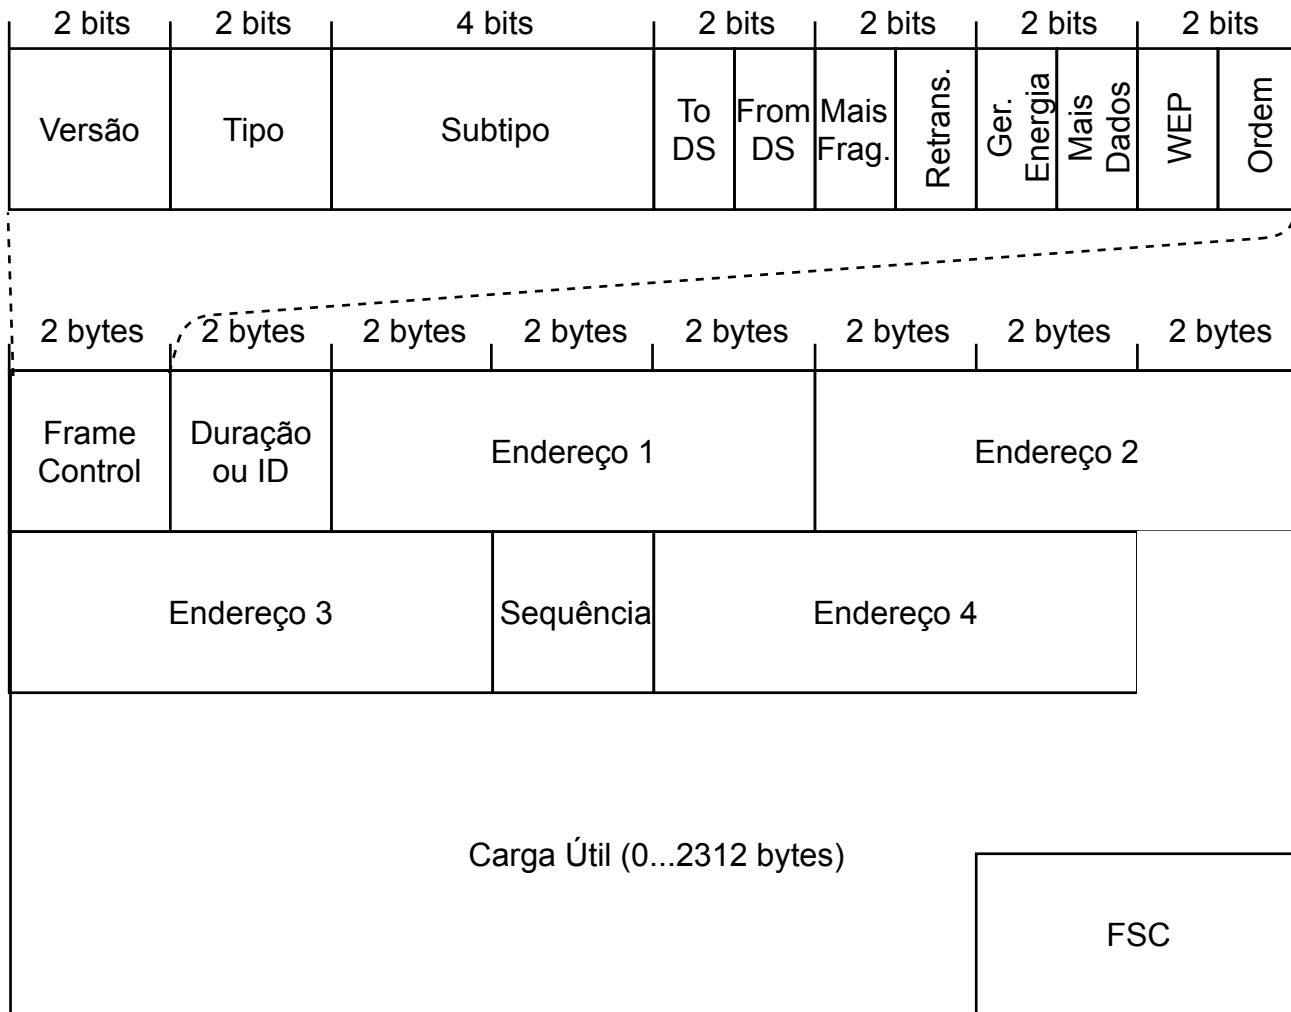 2 bits 2 bits 4 bits 2 bits 2 bits 2 bits 2 bits
Versão
Tipo
Subtipo
To
DS
From
DS
Mais
Frag.
Retrans.
Ger.
Energia
Mais
Dados
WEP
Ordem
2 bytes 2 bytes 2 bytes 2 bytes 2 bytes 2 bytes 2 bytes 2 bytes
Frame
Control
Duração
ou ID
Endereço 1
Endereço 2
Endereço 3
Sequência
Endereço 4
Carga Útil (0...2312 bytes)
FSC